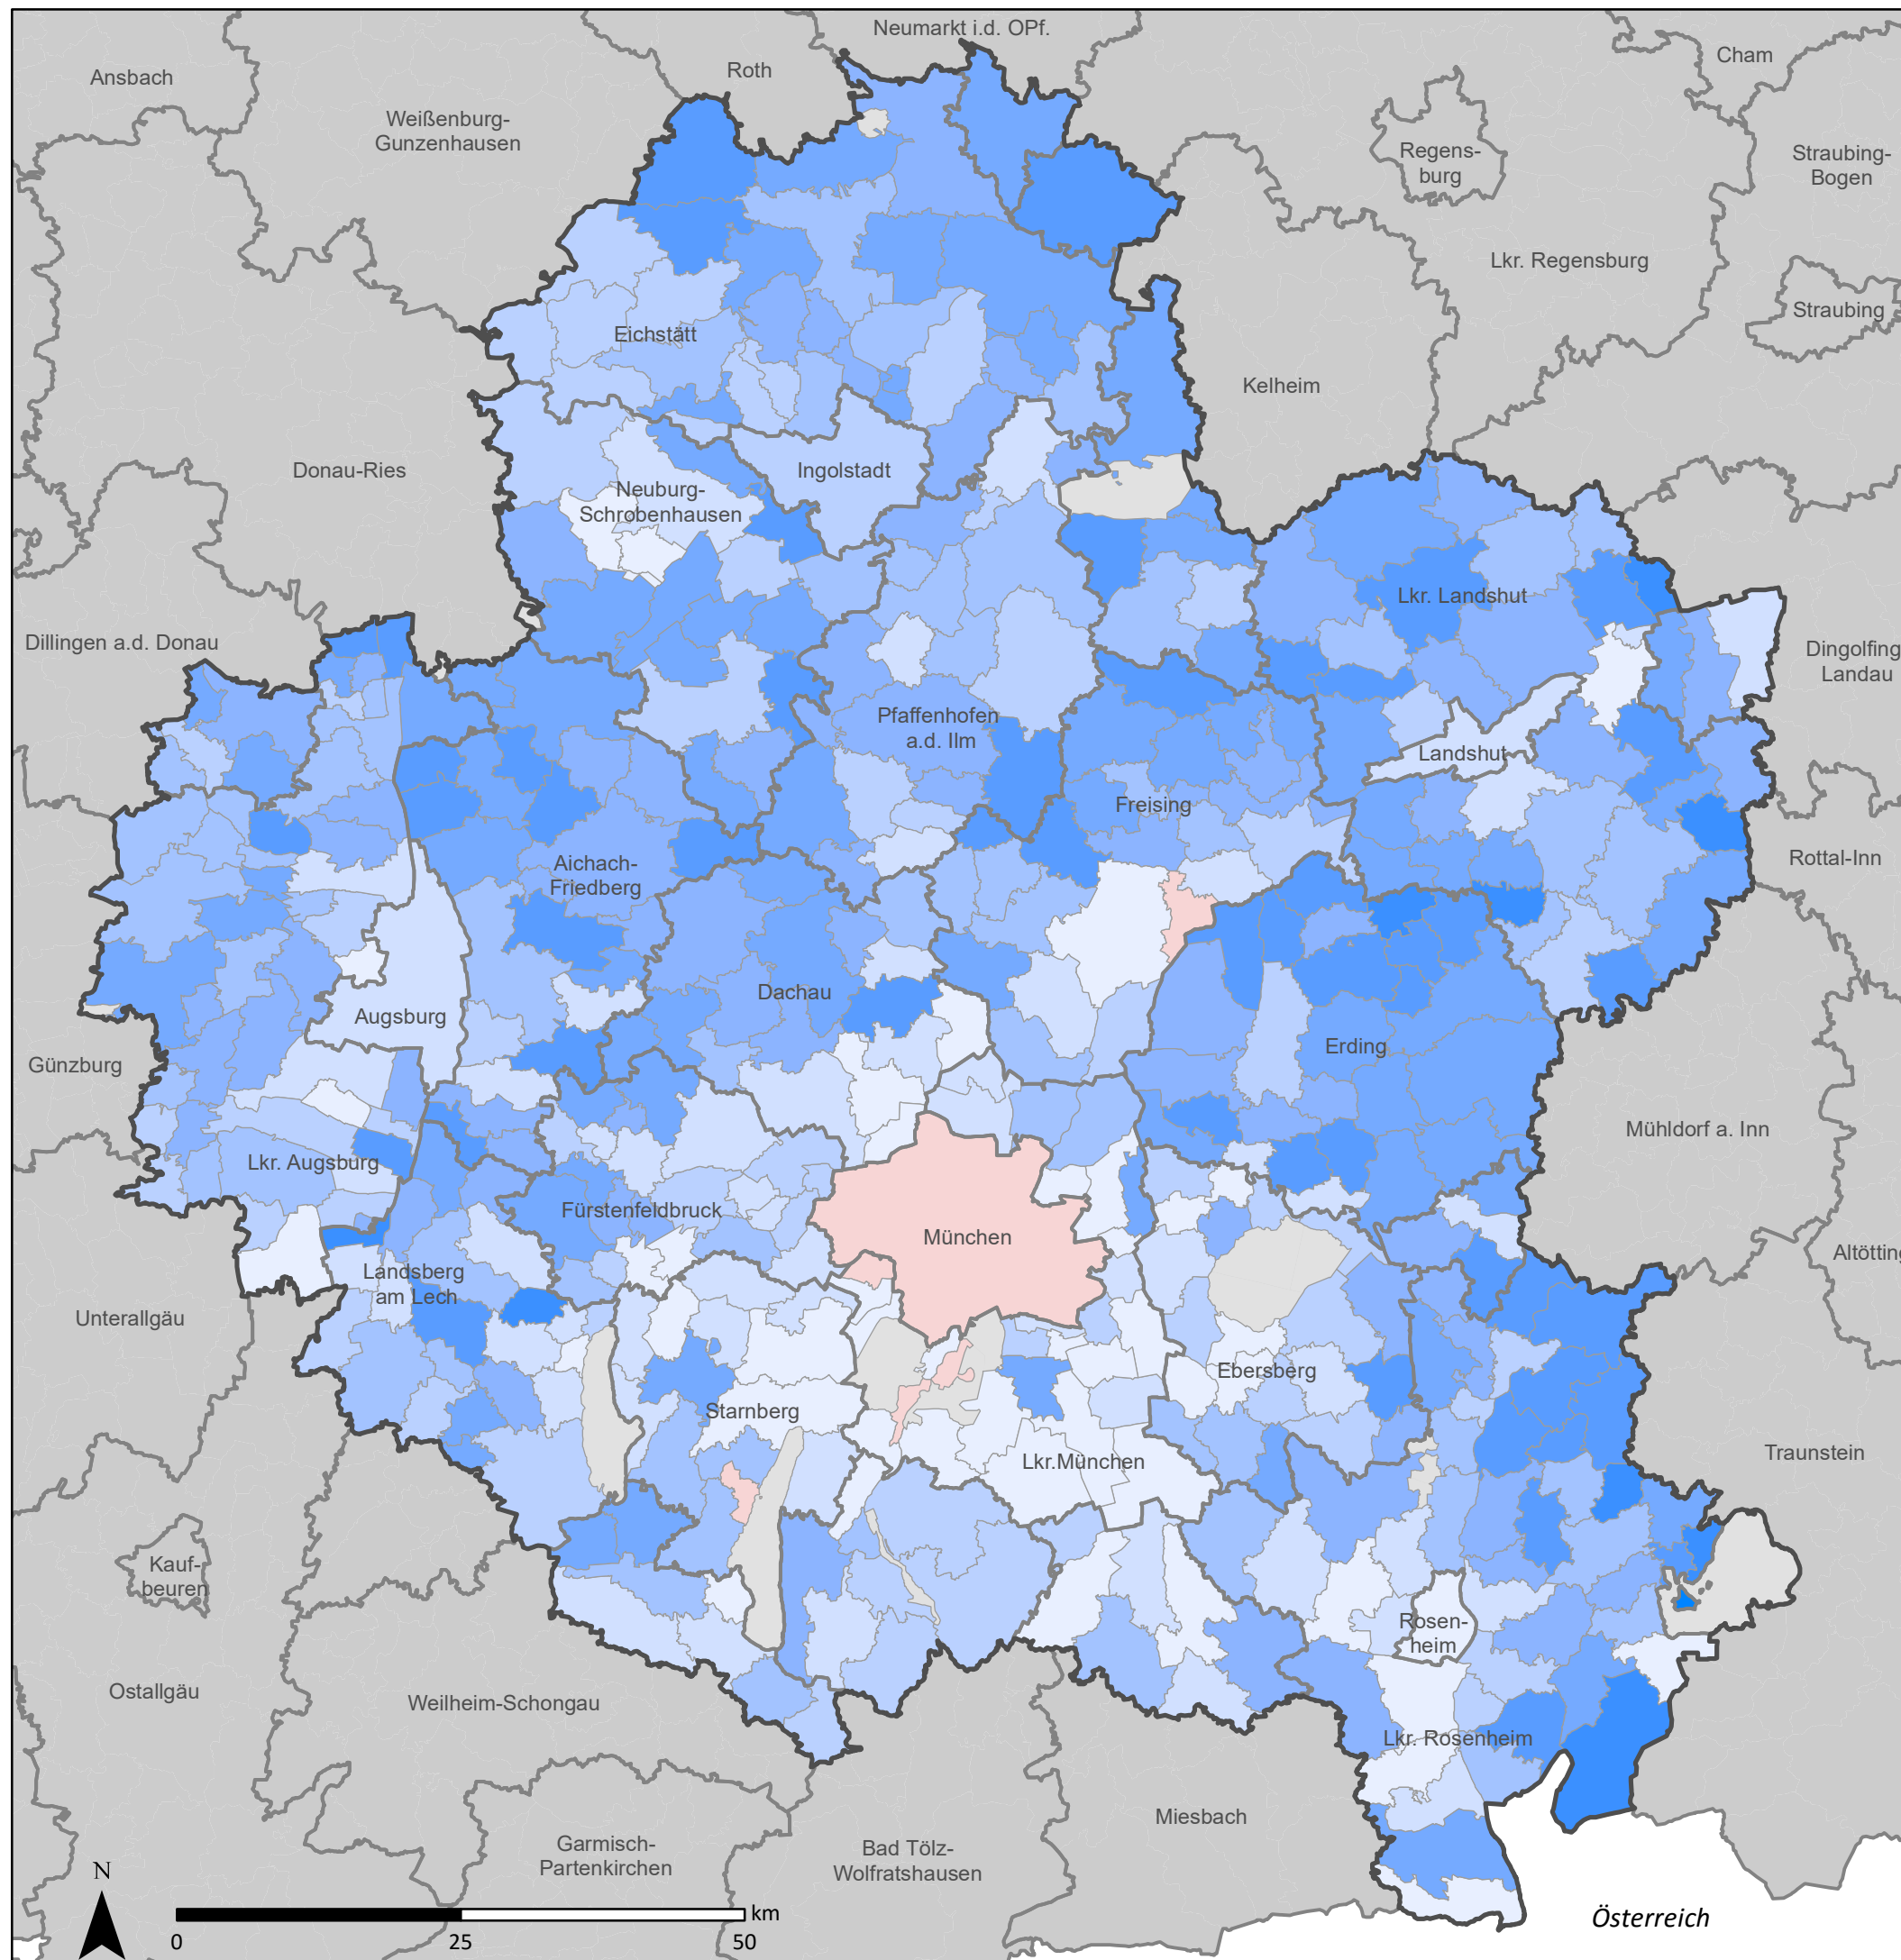 Neumarkt i.d. OPf.
Cham
Roth
Ansbach
Weißenburg-
Gunzenhausen
Regens-
burg
Straubing-
Bogen
Lkr. Regensburg
Straubing
Eichstätt
Kelheim
Donau-Ries
Ingolstadt
Neuburg-
Schrobenhausen
Lkr. Landshut
Dillingen a.d. Donau
Dingolfing
Landau
Pfaffenhofen
a.d. Ilm
Landshut
Freising
Aichach-
Friedberg
Rottal-Inn
Dachau
Augsburg
Erding
Günzburg
Mühldorf a. Inn
Lkr. Augsburg
Fürstenfeldbruck
München
Altötting
Landsberg
am Lech
Unterallgäu
Ebersberg
Starnberg
Traunstein
Lkr.München
Kauf-
beuren
Rosen-
heim
Ostallgäu
Weilheim-Schongau
Lkr. Rosenheim
Miesbach
Garmisch-
Partenkirchen
Bad Tölz-
Wolfratshausen
N
km
Österreich
0 25 50